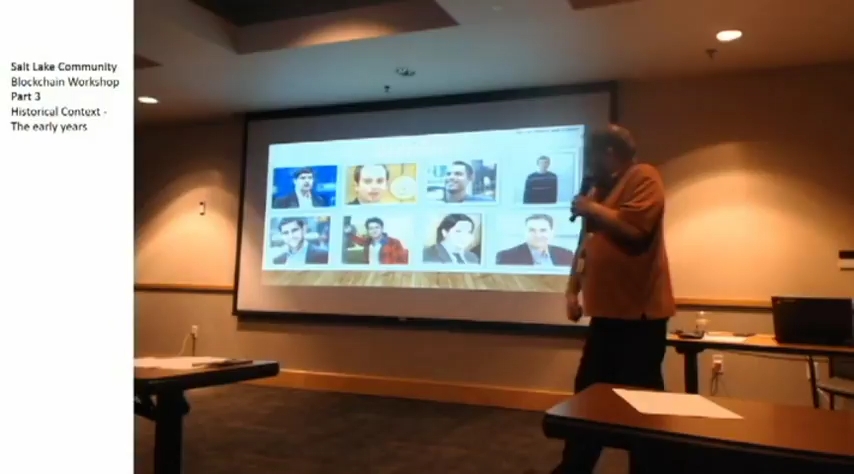 Salt Lake Community
Blockchain Workshop
Part 3
Historical Context -
The early years